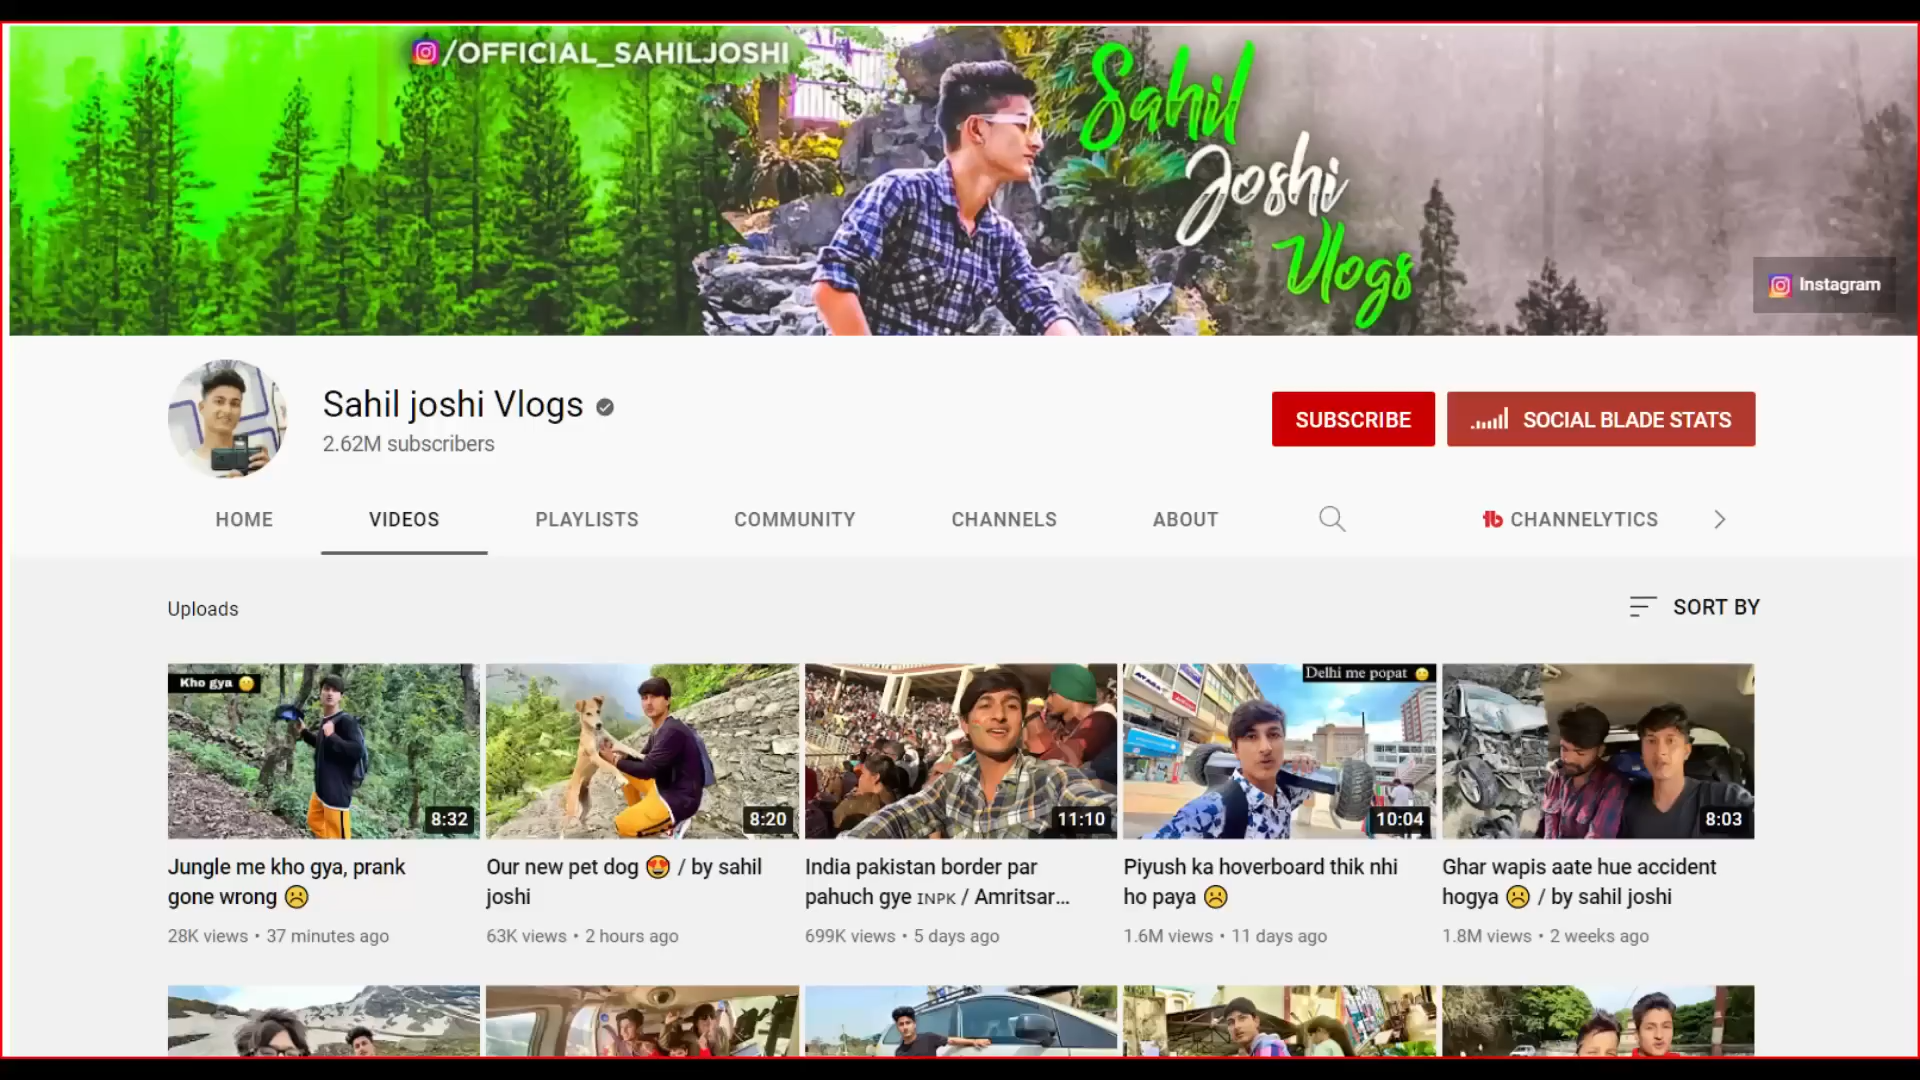 /OFFICIAL_SAHILJOSHI
Sahil
Joshi
Vlogs
Instagram
Sahil joshi Vlogs
2.62M subscribers
SUBSCRIBE
SOCIAL BLADE STATS
HOME
VIDEOS
PLAYLISTS
COMMUNITY
CHANNELS
ABOUT
CHANNELYTICS
Uploads
SORT BY
Kho gya
8:32
8:20
11:10
Delhi me popat
10:04
8:03
Jungle me kho gya, prank
gone wrong ☹️
28K views • 37 minutes ago
Our new pet dog 😍 / by sahil
joshi
63K views • 2 hours ago
India pakistan border par
pahuch gye ɪɴᴘᴋ / Amritsar...
699K views • 5 days ago
Piyush ka hoverboard thik nhi
ho paya ☹️
1.6M views • 11 days ago
Ghar wapis aate hue accident
hogya ☹️ / by sahil joshi
1.8M views • 2 weeks ago